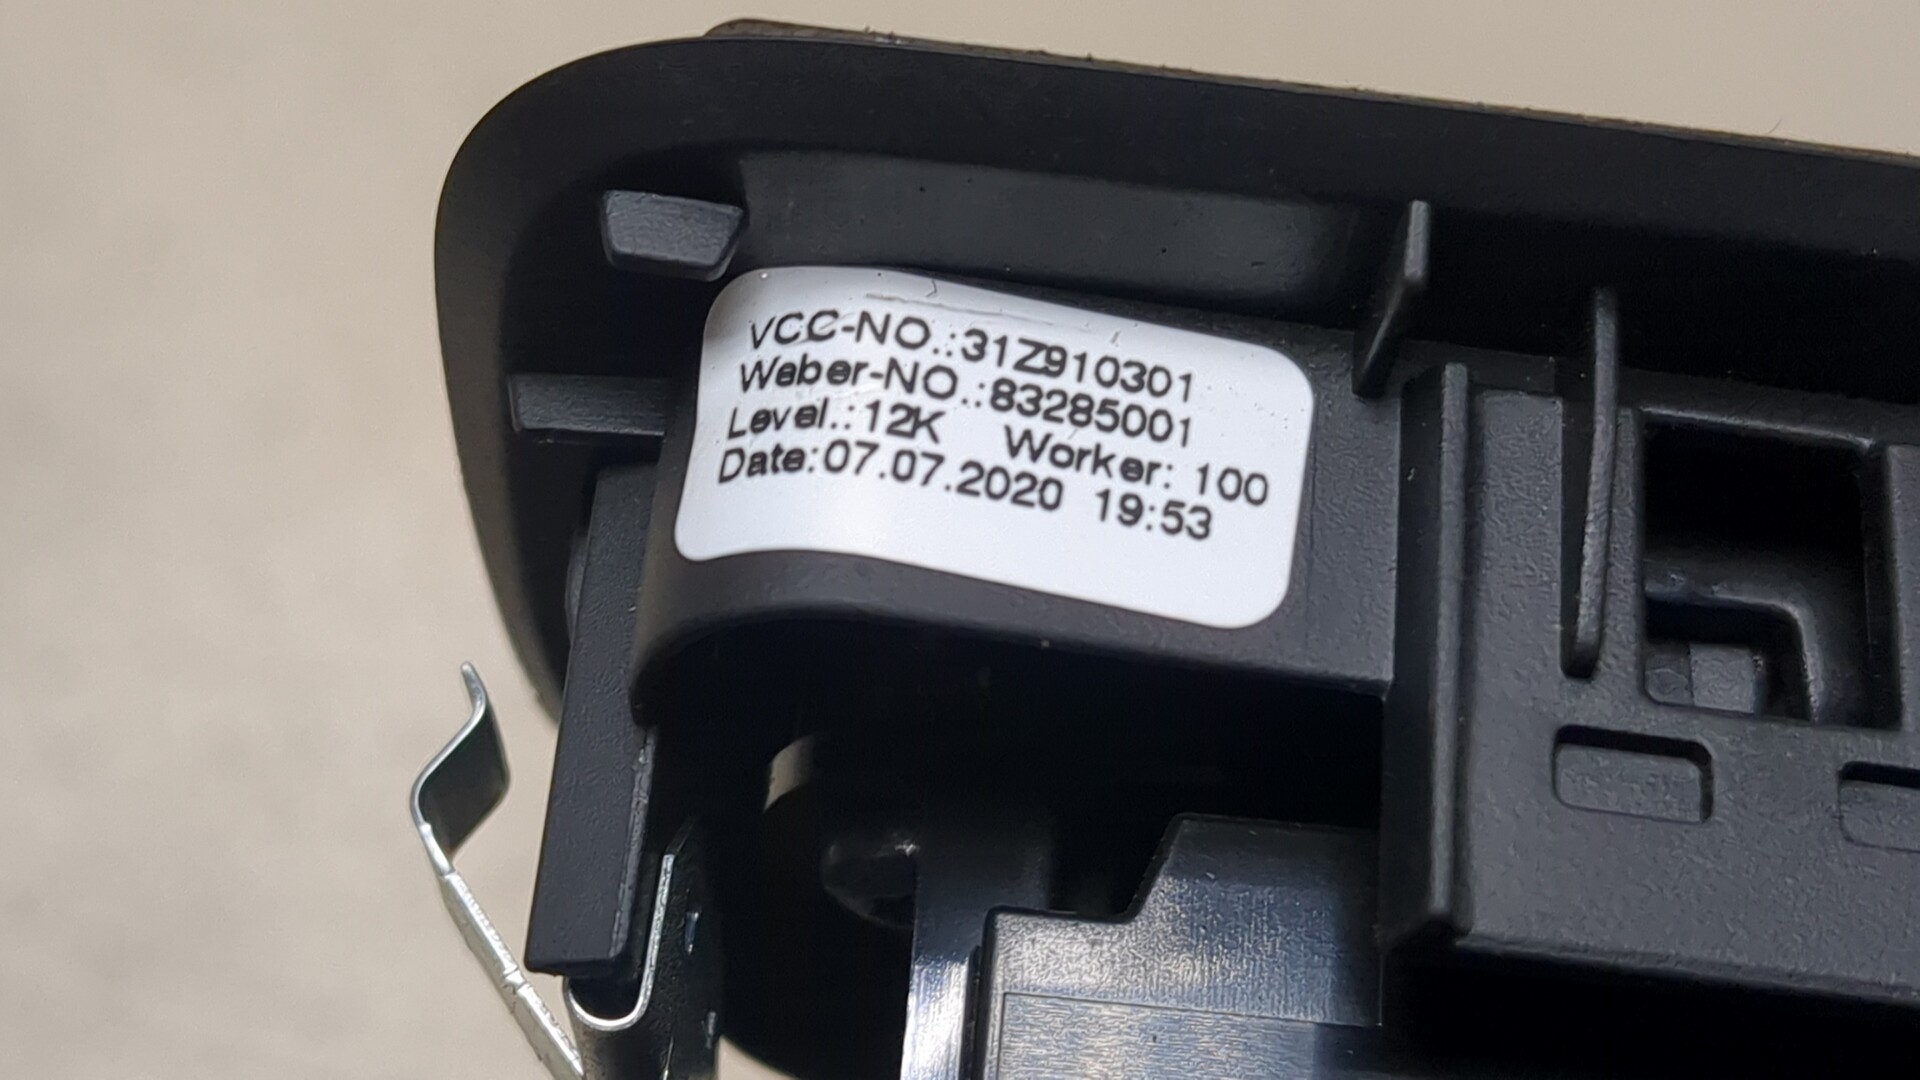 VCC-NO.:31Z910301
Weber-NO.:83285001
Level.:12K Worker: 100
Date:07.07.2020 19:53